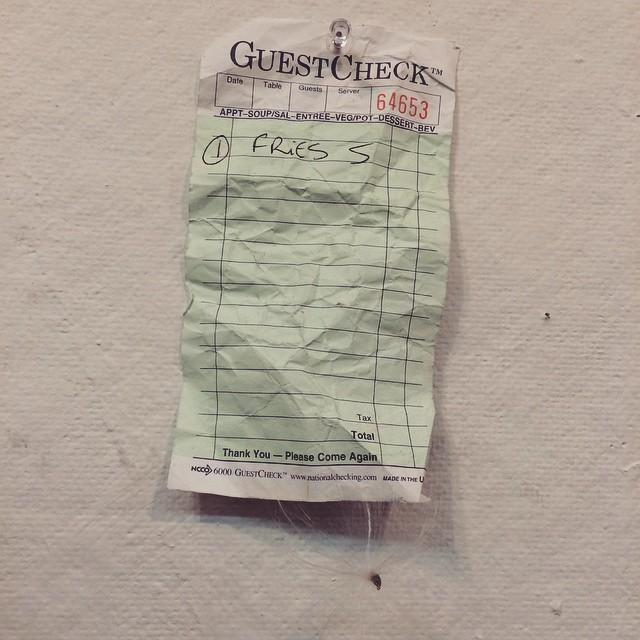 GUESTCHECK™
Date Table Guests Server 64653
APPT-SOUP/SAL-ENTREE-VEG/POT-DESSERT-BEV
① FRiES S
Tax
Total
Thank You — Please Come Again
NCCO 6000 GUESTCHECK™ www.nationalchecking.com MADE IN THE U